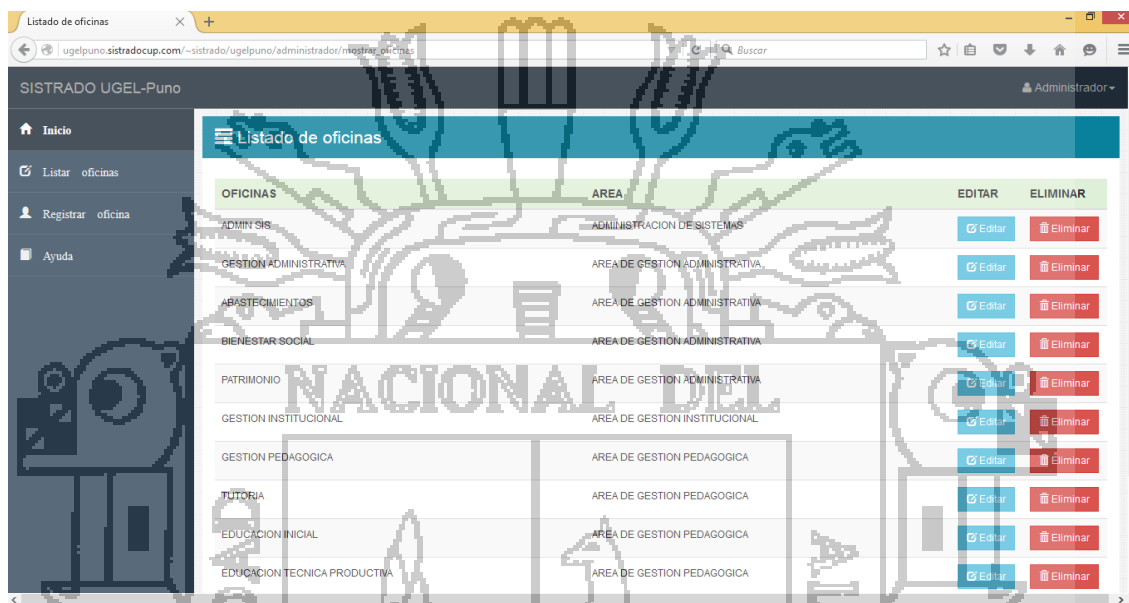 Listado de oficinas
ugelpuno.sistradocup.com/~sistrado/ugelpuno/administrador/mostrar_oficinas Buscar
SISTRADO UGEL-Puno Administrador
Inicio
Listar oficinas
Registrar oficina
Ayuda
Listado de oficinas
OFICINAS AREA EDITAR ELIMINAR
ADMIN SIS ADMINISTRACION DE SISTEMAS Editar Eliminar
GESTION ADMINISTRATIVA AREA DE GESTION ADMINISTRATIVA Editar Eliminar
ABASTECIMIENTOS AREA DE GESTION ADMINISTRATIVA Editar Eliminar
BIENESTAR SOCIAL AREA DE GESTION ADMINISTRATIVA Editar Eliminar
PATRIMONIO AREA DE GESTION ADMINISTRATIVA Editar Eliminar
GESTION INSTITUCIONAL AREA DE GESTION INSTITUCIONAL Editar Eliminar
GESTION PEDAGOGICA AREA DE GESTION PEDAGOGICA Editar Eliminar
TUTORIA AREA DE GESTION PEDAGOGICA Editar Eliminar
EDUCACION INICIAL AREA DE GESTION PEDAGOGICA Editar Eliminar
EDUCACION TECNICA PRODUCTIVA AREA DE GESTION PEDAGOGICA Editar Eliminar
NACIONAL DEL